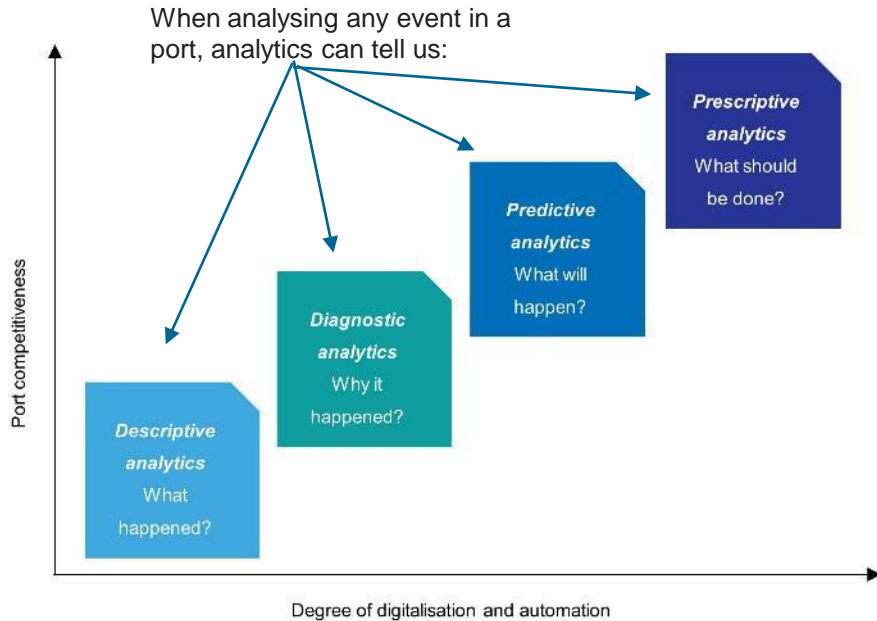 When analysing any event in a
port, analytics can tell us:
Prescriptive
analytics
What should
be done?
Predictive
analytics
What will
happen?
Diagnostic
analytics
Why it
happened?
Descriptive
analytics
What
happened?
Port competitiveness
Degree of digitalisation and automation